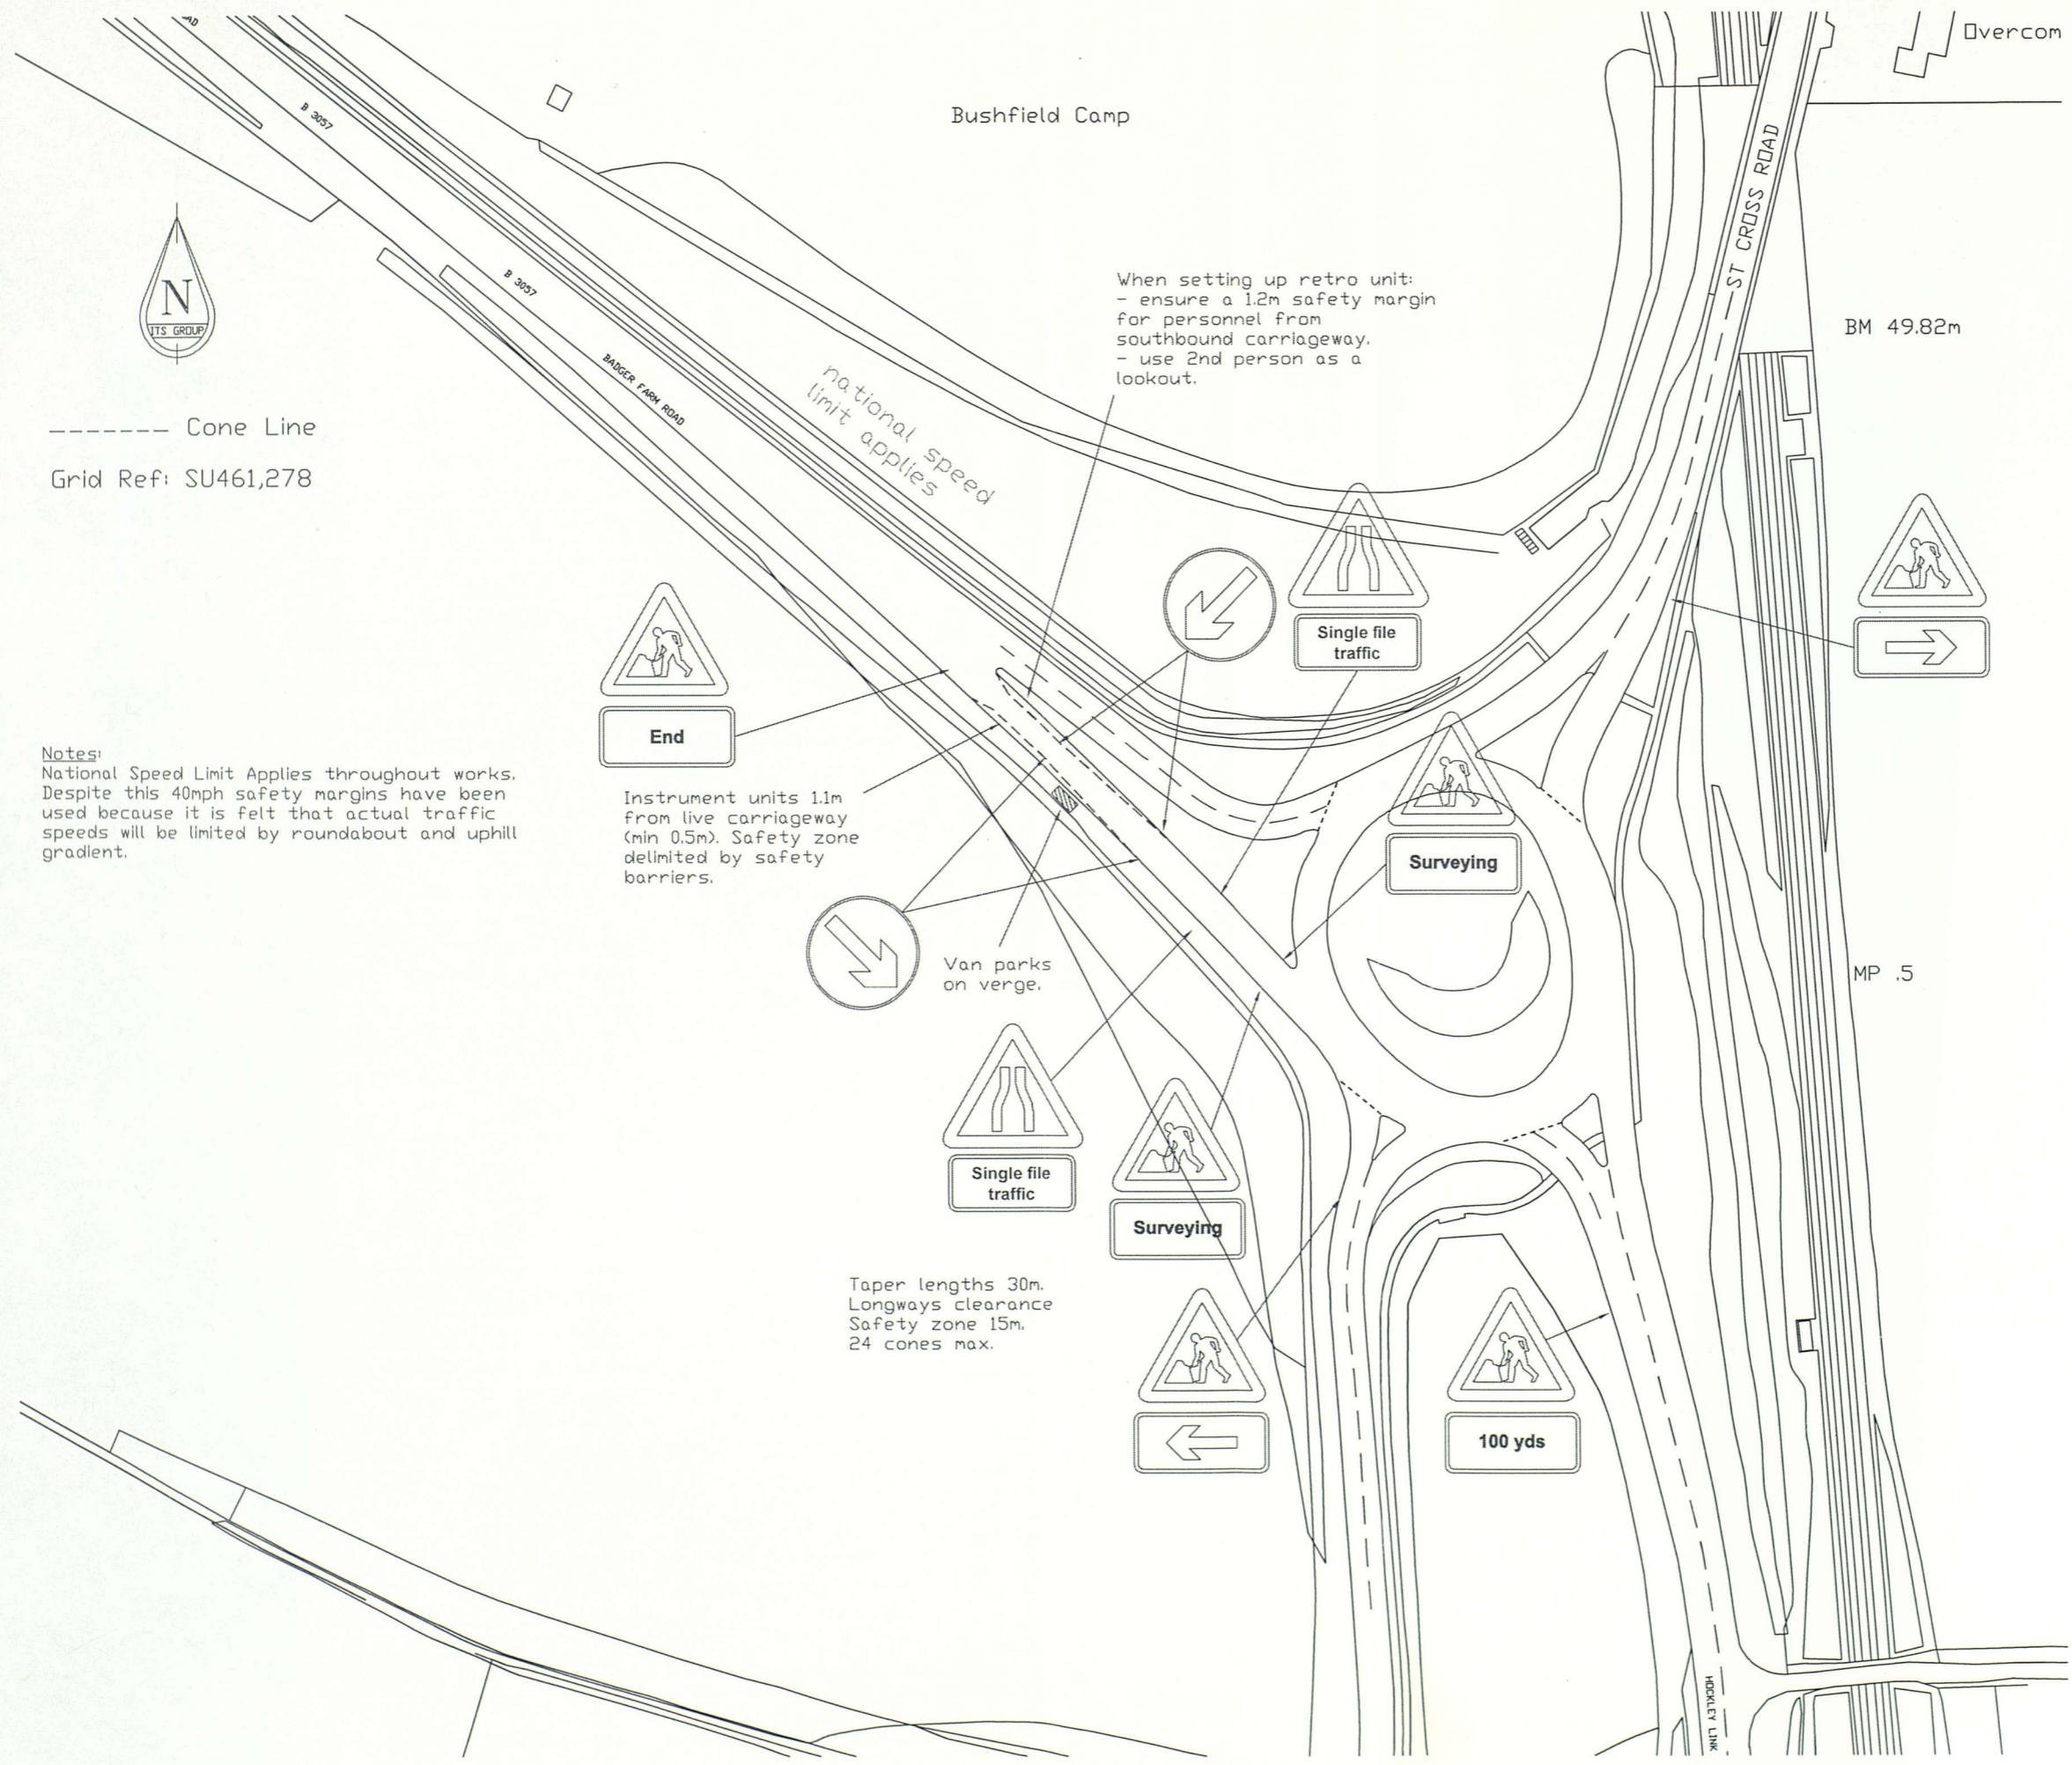 AD
Overcom
B 3057
Bushfield Camp
ST CROSS ROAD
N
ITS GROUP
B 3057
When setting up retro unit:
- ensure a 1.2m safety margin
for personnel from
southbound carriageway.
- use 2nd person as a
lookout.
BM 49.82m
BADGER FARM ROAD
national speed
limit applies
------- Cone Line
Grid Ref: SU461,278
Single file
traffic
End
Surveying
Notes:
National Speed Limit Applies throughout works.
Despite this 40mph safety margins have been
used because it is felt that actual traffic
speeds will be limited by roundabout and uphill
gradient.
Instrument units 1.1m
from live carriageway
(min 0.5m). Safety zone
delimited by safety
barriers.
Van parks
on verge.
MP .5
Single file
traffic
Surveying
Taper lengths 30m.
Longways clearance
Safety zone 15m.
24 cones max.
100 yds
HOCKLEY LINK